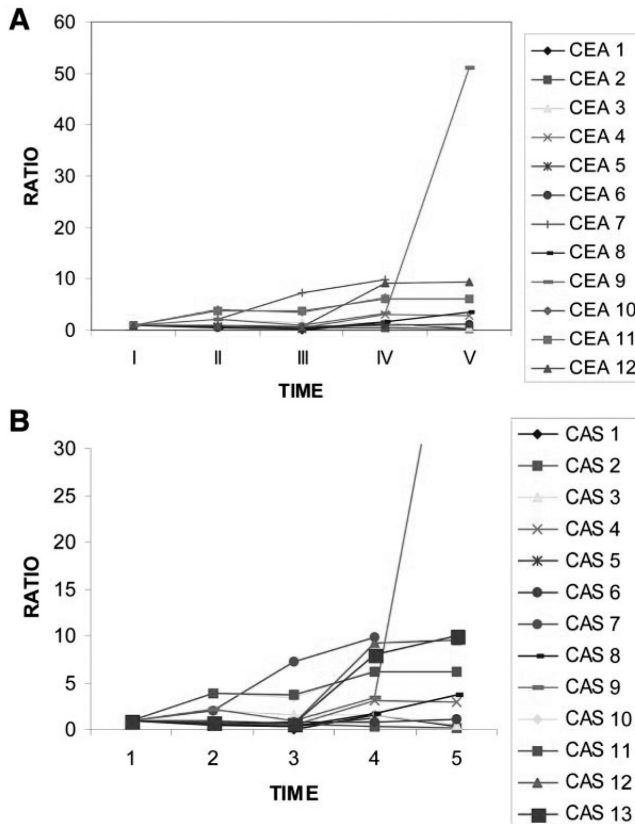 A
60
50
40
30
20
10
0
RATIO
I II III IV V
TIME
CEA 1
CEA 2
CEA 3
CEA 4
CEA 5
CEA 6
CEA 7
CEA 8
CEA 9
CEA 10
CEA 11
CEA 12
B
30
25
20
15
10
5
0
RATIO
1 2 3 4 5
TIME
CAS 1
CAS 2
CAS 3
CAS 4
CAS 5
CAS 6
CAS 7
CAS 8
CAS 9
CAS 10
CAS 11
CAS 12
CAS 13